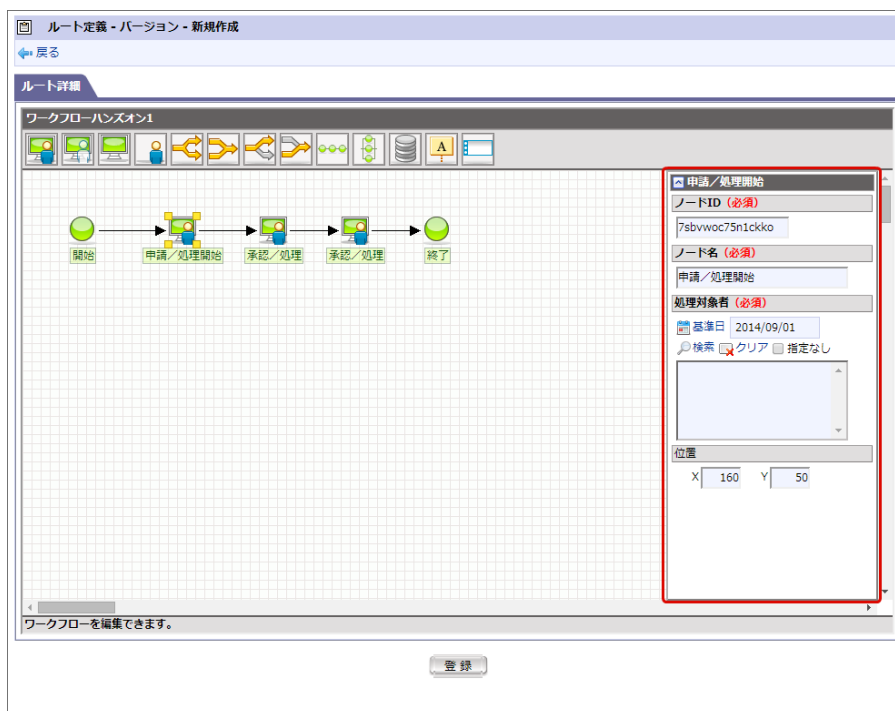 ルート定義 - バージョン - 新規作成
戻る
ルート詳細
ワークフローハンズオン1
A
開始
申請／処理開始
承認／処理
承認／処理
終了
申請／処理開始
ノードID（必須）
7sbvwoc75n1ckko
ノード名（必須）
申請／処理開始
処理対象者（必須）
基準日 2014/09/01
検索 クリア 指定なし
位置
X 160 Y 50
ワークフローを編集できます。
登録